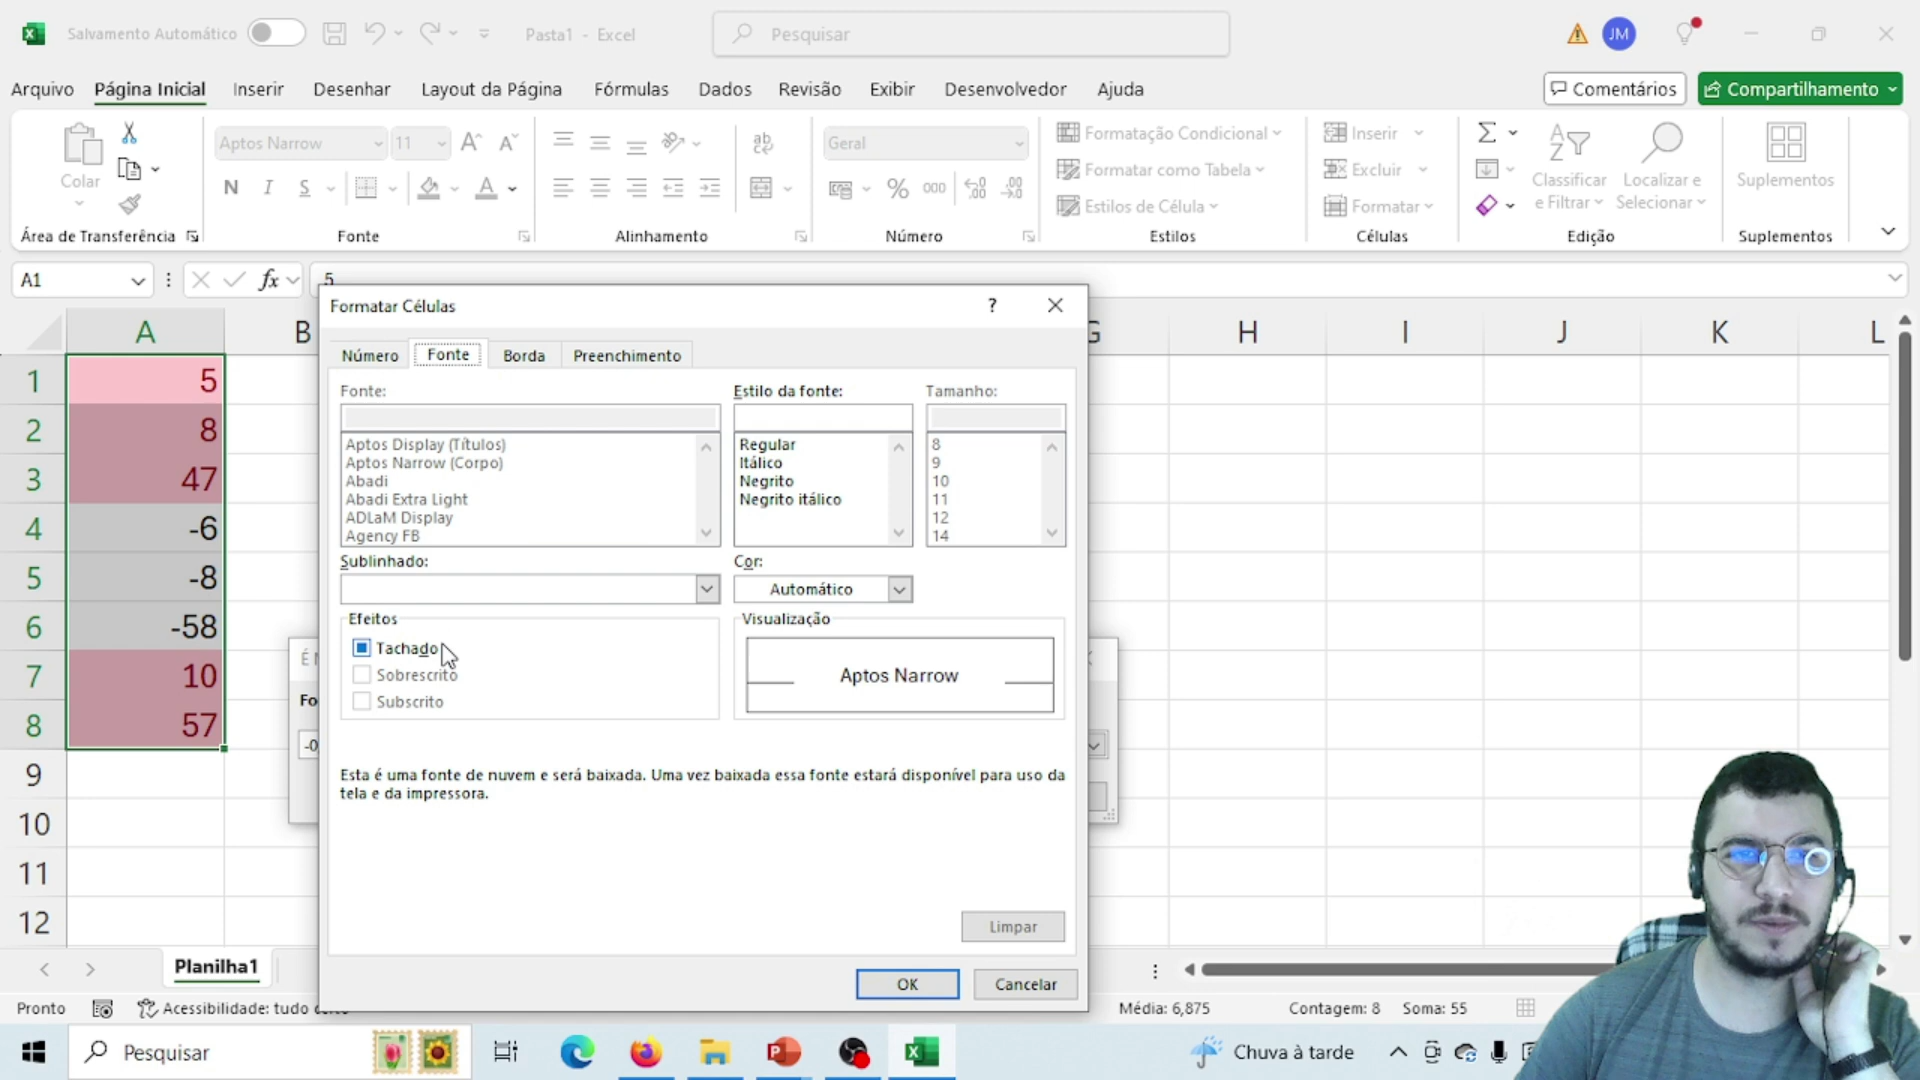 Salvamento Automático
Pasta1 - Excel
Pesquisar
JM
Arquivo
Página Inicial
Inserir
Desenhar
Layout da Página
Fórmulas
Dados
Revisão
Exibir
Desenvolvedor
Ajuda
Comentários
Compartilhamento
Colar
Área de Transferência
Aptos Narrow
11
N I S
Fonte
ab
Alinhamento
Geral
% 000
Número
Formatação Condicional
Formatar como Tabela
Estilos de Célula
Estilos
Inserir
Excluir
Formatar
Células
Classificar
e Filtrar
Localizar e
Selecionar
Edição
Suplementos
Suplementos
A1
fx
5
A B G H I J K L
1 5
2 8
3 47
4 -6
5 -8
6 -58
7 10
8 57
9
10
11
12
Formatar Células
?
Número
Fonte
Borda
Preenchimento
Fonte:
Aptos Display (Títulos)
Aptos Narrow (Corpo)
Abadi
Abadi Extra Light
ADLaM Display
Agency FB
Estilo da fonte:
Regular
Itálico
Negrito
Negrito itálico
Tamanho:
8
9
10
11
12
14
Sublinhado:
Cor:
Automático
Efeitos
Tachado
Sobrescrito
Subscrito
Visualização
Aptos Narrow
Esta é uma fonte de nuvem e será baixada. Uma vez baixada essa fonte estará disponível para uso da
tela e da impressora.
Limpar
OK
Cancelar
Planilha1
Pronto
Acessibilidade: tudo
Média: 6,875
Contagem: 8
Soma: 55
Pesquisar
Chuva à tarde